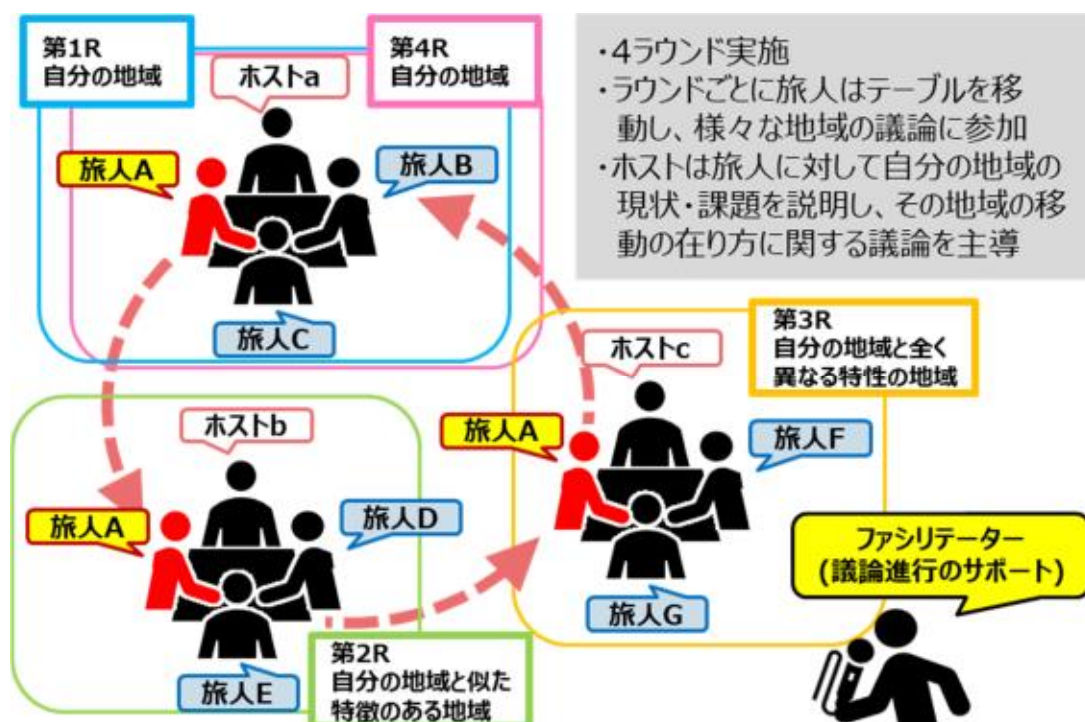 第1R
自分の地域
第4R
自分の地域
ホストa
旅人A
旅人B
旅人C
・4ラウンド実施
・ラウンドごとに旅人はテーブルを移
動し、様々な地域の議論に参加
・ホストは旅人に対して自分の地域の
現状・課題を説明し、その地域の移
動の在り方に関する議論を主導
ホストb
旅人A
旅人D
旅人E
第2R
自分の地域と似た
特徴のある地域
第3R
自分の地域と全く
異なる特性の地域
ホストc
旅人A
旅人F
旅人G
ファシリテーター
(議論進行のサポート)